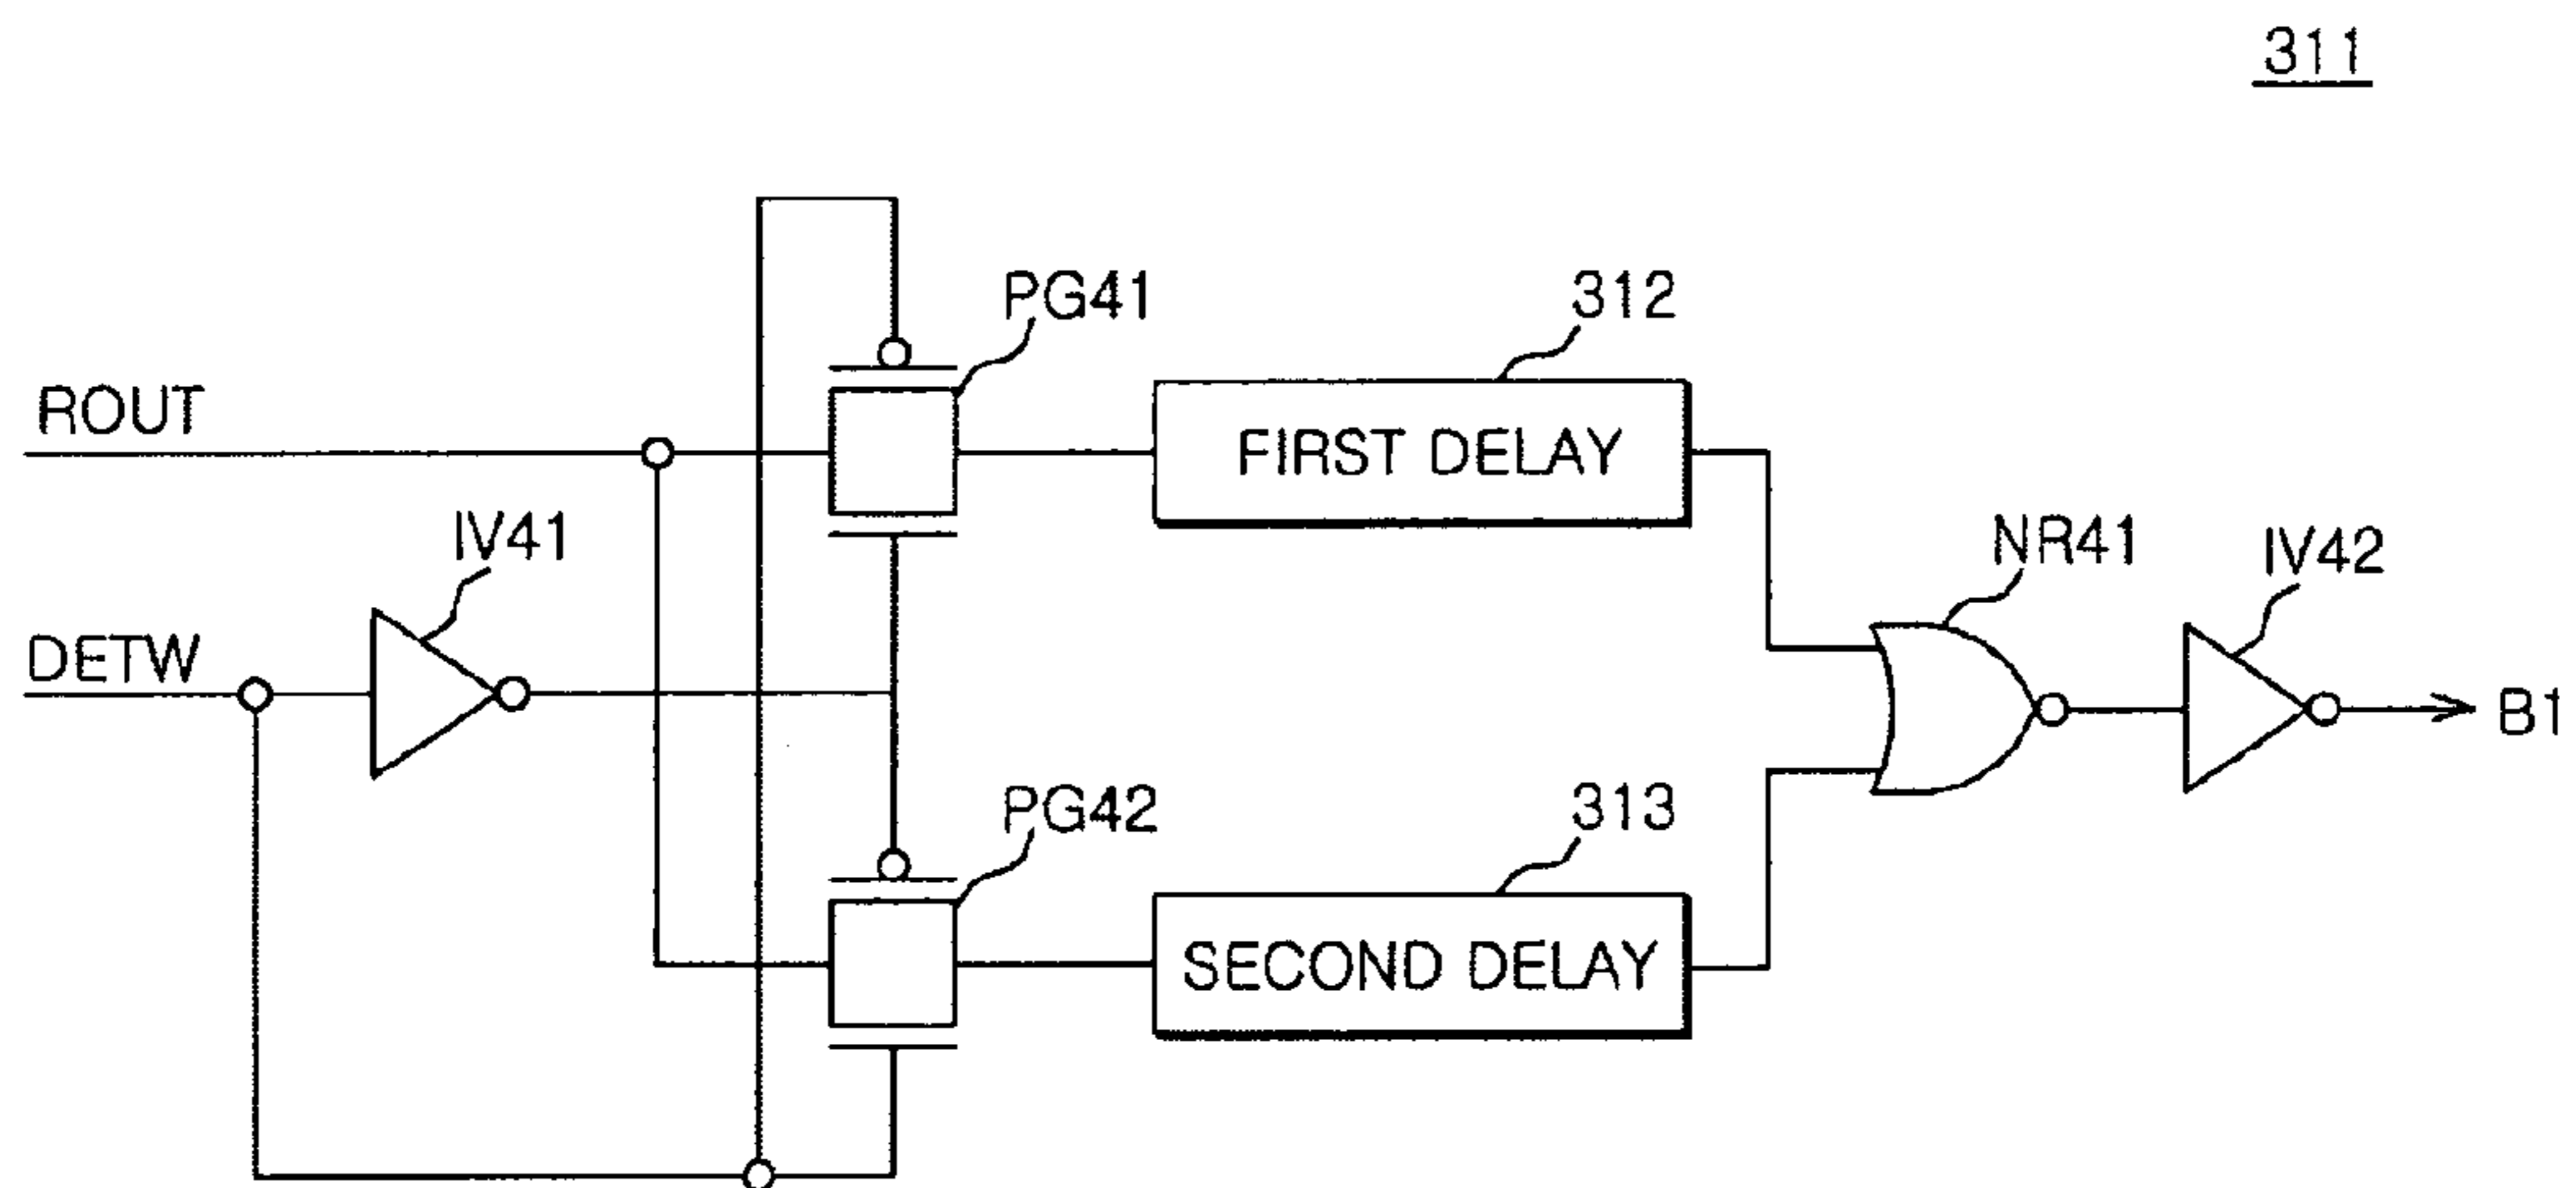 311
PG41
312
ROUT
FIRST DELAY
IV41
NR41
IV42
DETW
B1
PG42
313
SECOND DELAY